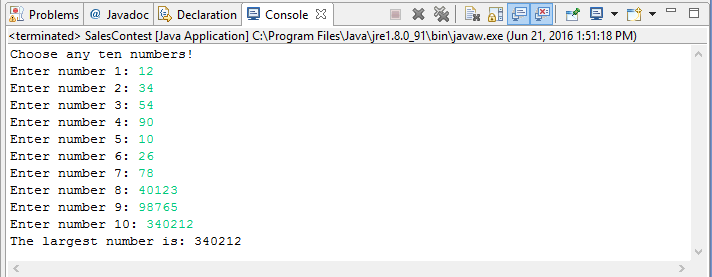 Problems @ Javadoc Declaration Console
<terminated> SalesContest [Java Application] C:\Program Files\Java\jre1.8.0_91\bin\javaw.exe (Jun 21, 2016 1:51:18 PM)
Choose any ten numbers!
Enter number 1: 12
Enter number 2: 34
Enter number 3: 54
Enter number 4: 90
Enter number 5: 10
Enter number 6: 26
Enter number 7: 78
Enter number 8: 40123
Enter number 9: 98765
Enter number 10: 340212
The largest number is: 340212